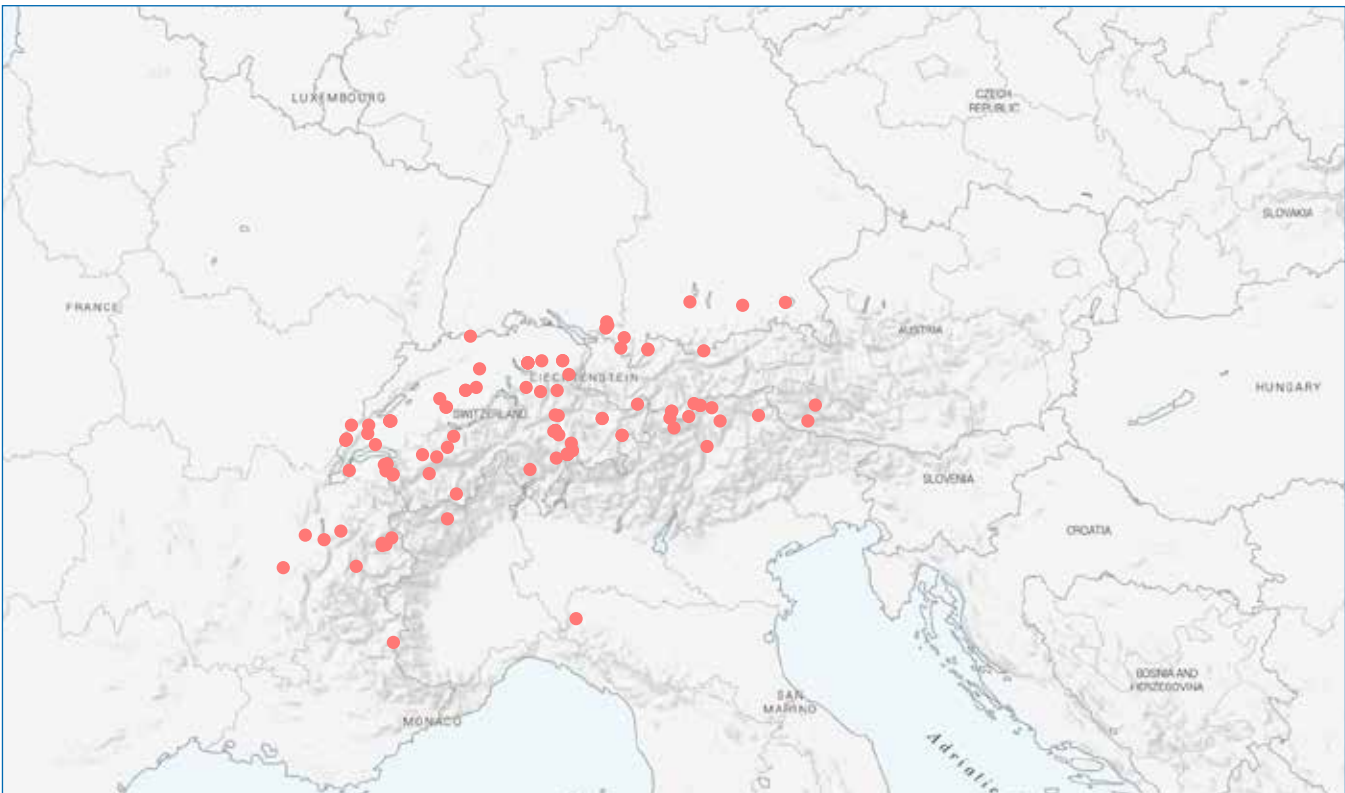 LUXEMBOURG
CZECH
REPUBLIC
SLOVAKIA
FRANCE
AUSTRIA
LIECHTENSTEIN
HUNGARY
SWITZERLAND
SLOVENIA
CROATIA
BOSNIA AND
HERZEGOVINA
SAN
MARINO
MONACO
Adriatic